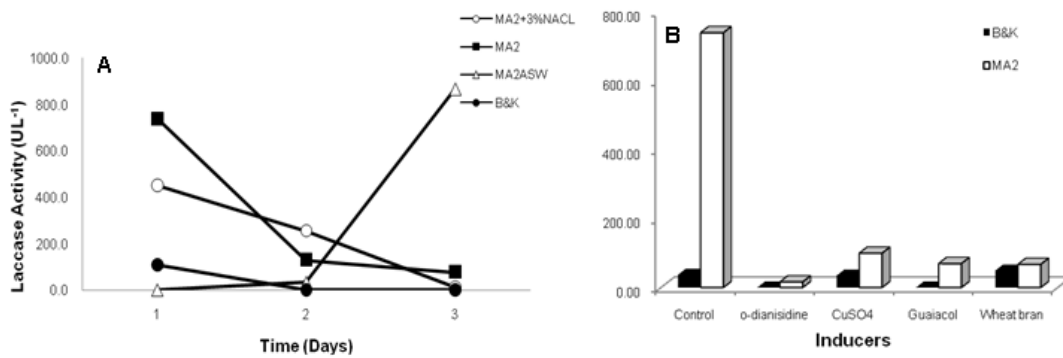 A
MA2+3%NACL
MA2
MA2ASW
B&K
Laccase Activity (UL-1)
1000.0
800.0
600.0
400.0
200.0
0.0
1 2 3
Time (Days)
B
B&K
MA2
800.00
600.00
400.00
200.00
0.00
Control o-dianisidine CuSO4 Guaiacol Wheat bran
Inducers